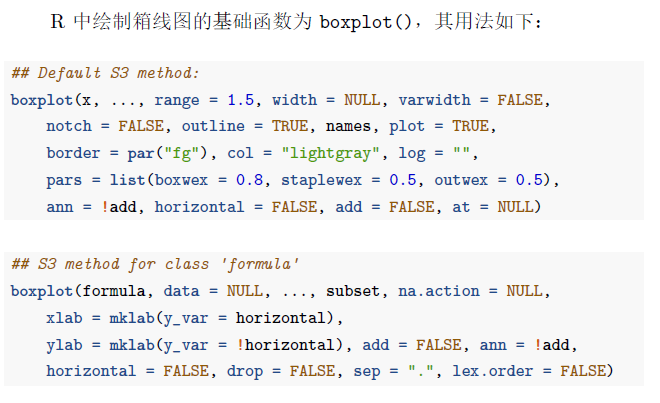 R 中绘制箱线图的基础函数为 boxplot()，其用法如下：
## Default S3 method:
boxplot(x, ..., range = 1.5, width = NULL, varwidth = FALSE,
    notch = FALSE, outline = TRUE, names, plot = TRUE,
    border = par("fg"), col = "lightgray", log = "",
    pars = list(boxwex = 0.8, staplewex = 0.5, outwex = 0.5),
    ann = !add, horizontal = FALSE, add = FALSE, at = NULL)
## S3 method for class 'formula'
boxplot(formula, data = NULL, ..., subset, na.action = NULL,
    xlab = mklab(y_var = horizontal),
    ylab = mklab(y_var = !horizontal), add = FALSE, ann = !add,
    horizontal = FALSE, drop = FALSE, sep = ".", lex.order = FALSE)